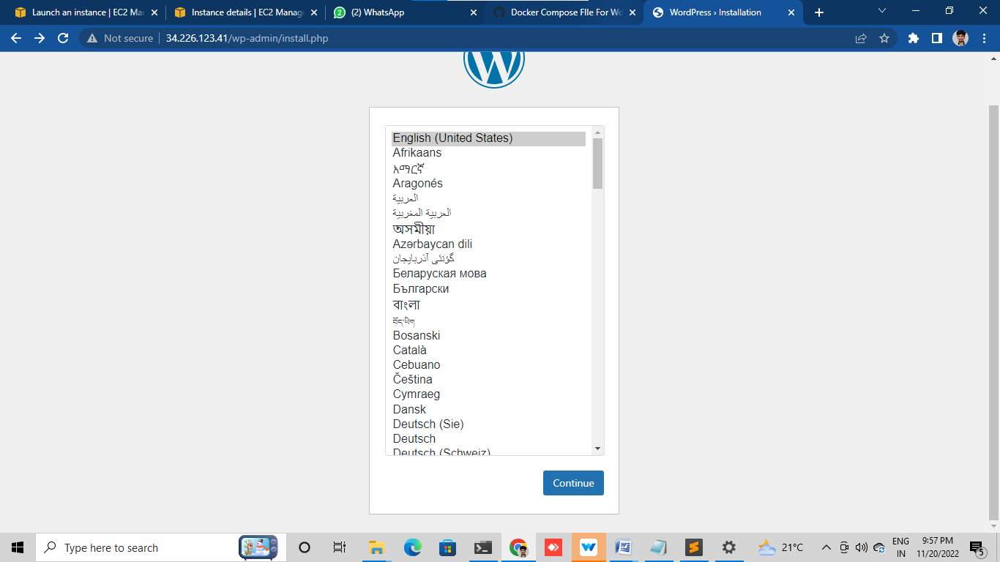 Launch an instance | EC2 Ma
Instance details | EC2 Manag
(2) WhatsApp
Docker Compose FIle For Wo
WordPress › Installation
Not secure
34.226.123.41/wp-admin/install.php
English (United States)
Afrikaans
አማርኛ
Aragonés
العربية
العربية المغربية
অসমীয়া
Azərbaycan dili
گؤنئی آذربایجان
Беларуская мова
Български
বাংলা
བོད་ཡིག
Bosanski
Català
Cebuano
Čeština
Cymraeg
Dansk
Deutsch (Sie)
Deutsch
Deutsch (Schweiz)
Continue
Type here to search
21°C
ENG
IN
9:57 PM
11/20/2022
5